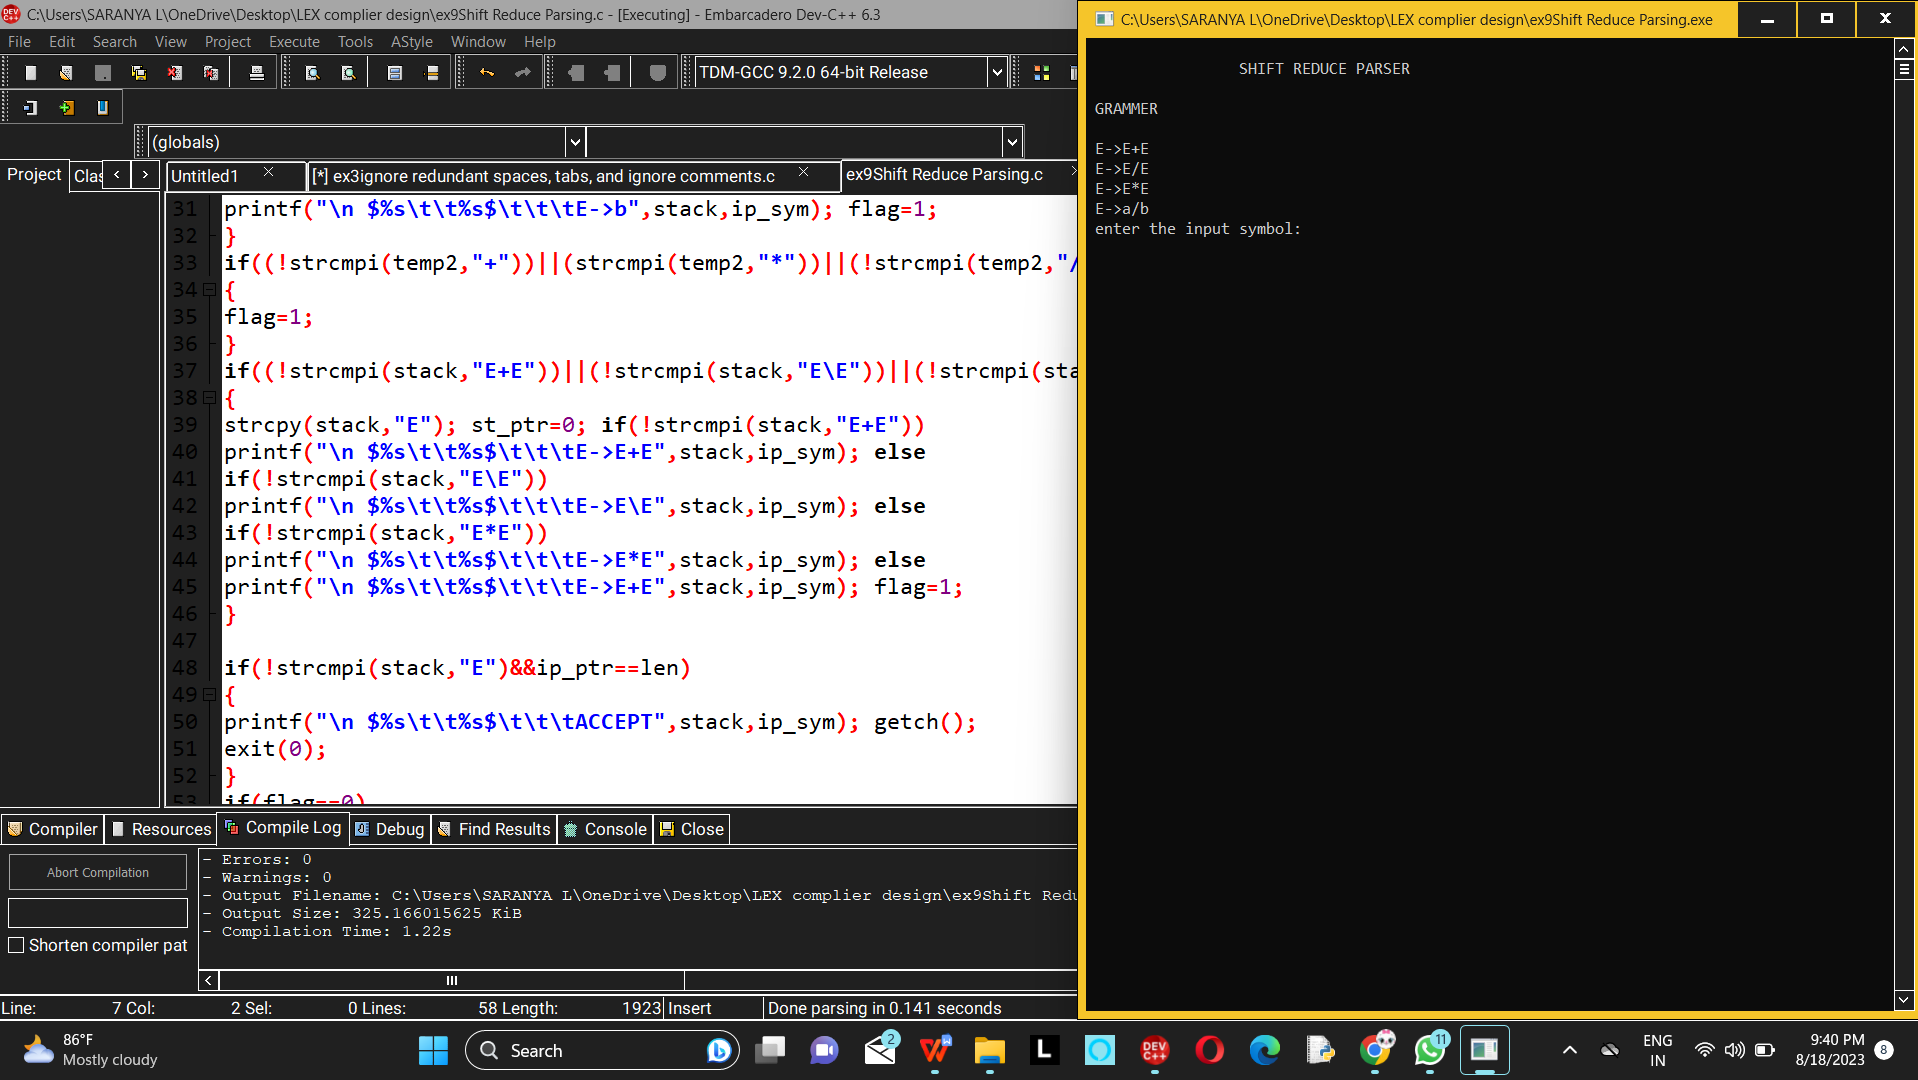 C:\Users\SARANYA L\OneDrive\Desktop\LEX complier design\ex9Shift Reduce Parsing.c - [Executing] - Embarcadero Dev-C++ 6.3
File Edit Search View Project Execute Tools AStyle Window Help
TDM-GCC 9.2.0 64-bit Release
(globals)
Project Clas
Untitled1 [*] ex3ignore redundant spaces, tabs, and ignore comments.c ex9Shift Reduce Parsing.c
31 printf("\n $%s\t\t%s$\t\t\tE->b",stack,ip_sym); flag=1;
32 }
33 if((!strcmpi(temp2,"+"))||(strcmpi(temp2,"*"))||(!strcmpi(temp2,"/
34 {
35 flag=1;
36 }
37 if((!strcmpi(stack,"E+E"))||(!strcmpi(stack,"E\E"))||(!strcmpi(sta
38 {
39 strcpy(stack,"E"); st_ptr=0; if(!strcmpi(stack,"E+E"))
40 printf("\n $%s\t\t%s$\t\t\tE->E+E",stack,ip_sym); else
41 if(!strcmpi(stack,"E\E"))
42 printf("\n $%s\t\t%s$\t\t\tE->E\E",stack,ip_sym); else
43 if(!strcmpi(stack,"E*E"))
44 printf("\n $%s\t\t%s$\t\t\tE->E*E",stack,ip_sym); else
45 printf("\n $%s\t\t%s$\t\t\tE->E+E",stack,ip_sym); flag=1;
46 }
47
48 if(!strcmpi(stack,"E")&&ip_ptr==len)
49 {
50 printf("\n $%s\t\t%s$\t\t\tACCEPT",stack,ip_sym); getch();
51 exit(0);
52 }
53 if(flag==0)
Compiler Resources Compile Log Debug Find Results Console Close
Abort Compilation
Shorten compiler pat
- Errors: 0
- Warnings: 0
- Output Filename: C:\Users\SARANYA L\OneDrive\Desktop\LEX complier design\ex9Shift Redu
- Output Size: 325.166015625 KiB
- Compilation Time: 1.22s
Line: 7 Col: 2 Sel: 0 Lines: 58 Length: 1923 Insert Done parsing in 0.141 seconds
C:\Users\SARANYA L\OneDrive\Desktop\LEX complier design\ex9Shift Reduce Parsing.exe
SHIFT REDUCE PARSER
GRAMMER
E->E+E
E->E/E
E->E*E
E->a/b
enter the input symbol:
86°F
Mostly cloudy
Search
2
W
L
DEV C++
11
ENG
IN
9:40 PM
8/18/2023
8